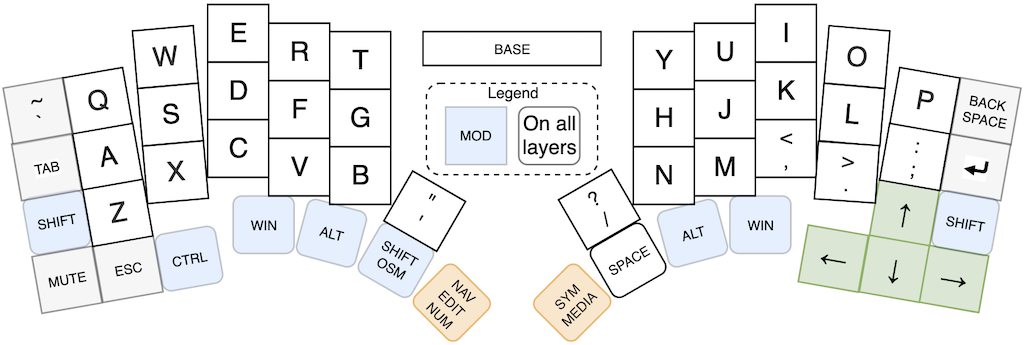 E
I
W
R
T
BASE
Y
U
O
~
`
Q
S
D
F
G
Legend
MOD
On all
layers
H
J
K
L
P
BACK
SPACE
TAB
A
X
C
V
B
N
M
<
,
>
.
:
;
↵
SHIFT
Z
"
'
?
/
↑
SHIFT
MUTE
ESC
CTRL
WIN
ALT
SHIFT
OSM
NAV
EDIT
NUM
SYM
MEDIA
SPACE
ALT
WIN
←
↓
→